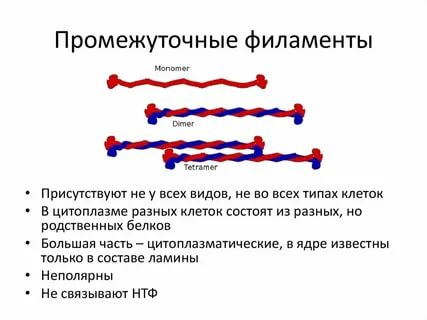 Промежуточные филаменты
Monomer
Dimer
Tetramer
• Присутствуют не у всех видов, не во всех типах клеток
• В цитоплазме разных клеток состоят из разных, но
родственных белков
• Большая часть – цитоплазматические, в ядре известны
только в составе ламины
• Неполярны
• Не связывают НТФ